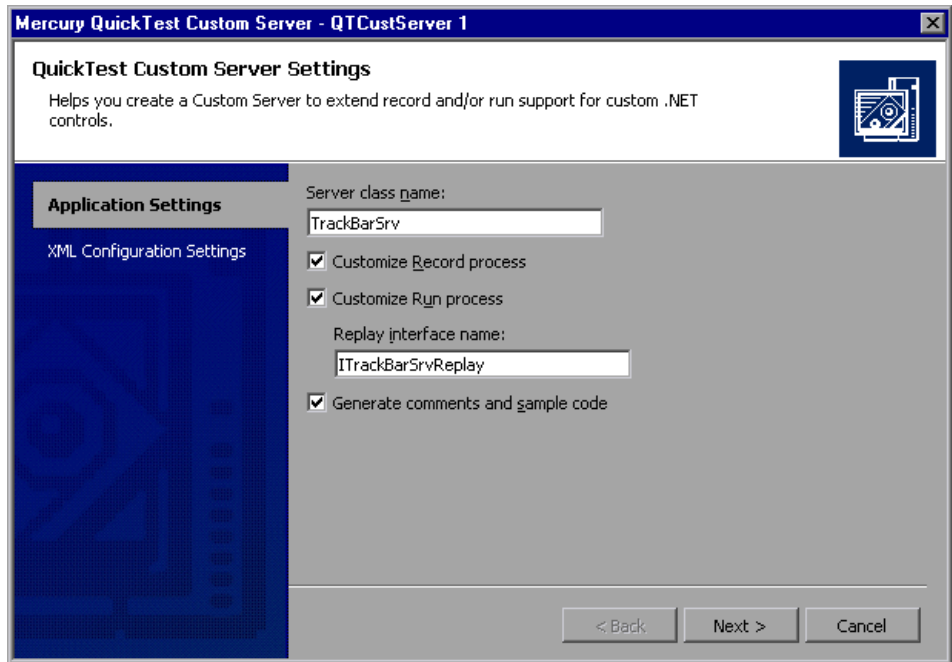 Mercury QuickTest Custom Server - QTCustServer 1
QuickTest Custom Server Settings
Helps you create a Custom Server to extend record and/or run support for custom .NET
controls.
Application Settings
XML Configuration Settings
Server class name:
TrackBarSrv
Customize Record process
Customize Run process
Replay interface name:
ITrackBarSrvReplay
Generate comments and sample code
< Back
Next >
Cancel